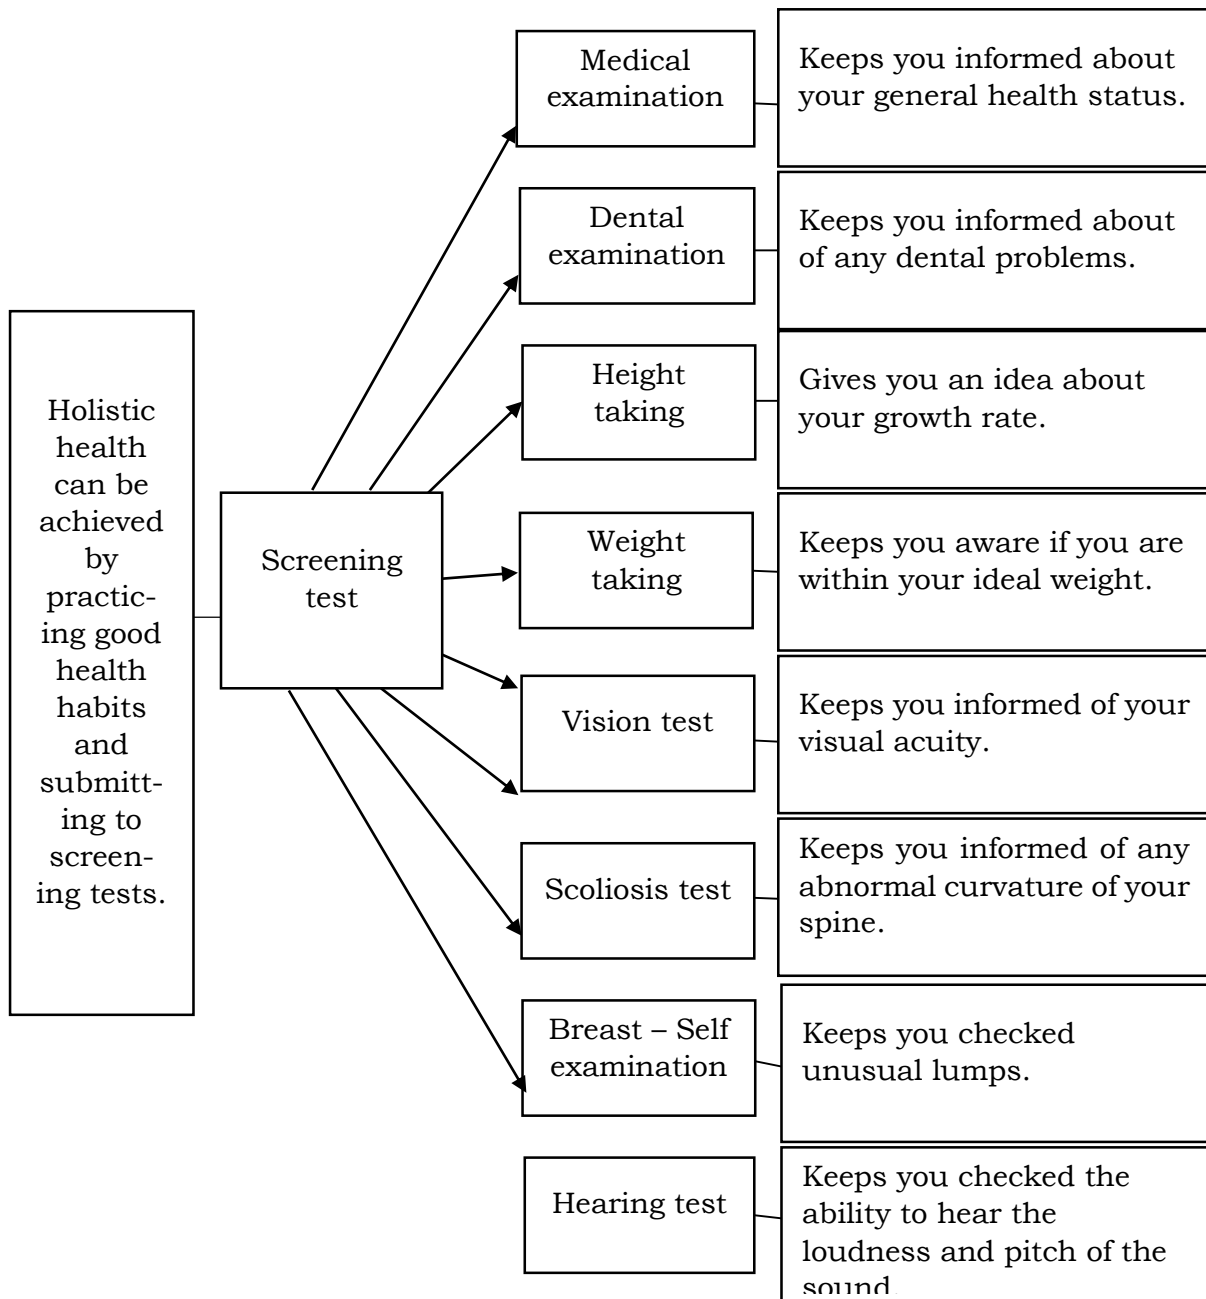 Holistic
health
can be
achieved
by
practic-
ing good
health
habits
and
submitt-
ing to
screen-
ing tests.
Screening
test
Medical
examination
Keeps you informed about
your general health status.
Dental
examination
Keeps you informed about
of any dental problems.
Height
taking
Gives you an idea about
your growth rate.
Weight
taking
Keeps you aware if you are
within your ideal weight.
Vision test
Keeps you informed of your
visual acuity.
Scoliosis test
Keeps you informed of any
abnormal curvature of your
spine.
Breast – Self
examination
Keeps you checked
unusual lumps.
Hearing test
Keeps you checked the
ability to hear the
loudness and pitch of the
sound.